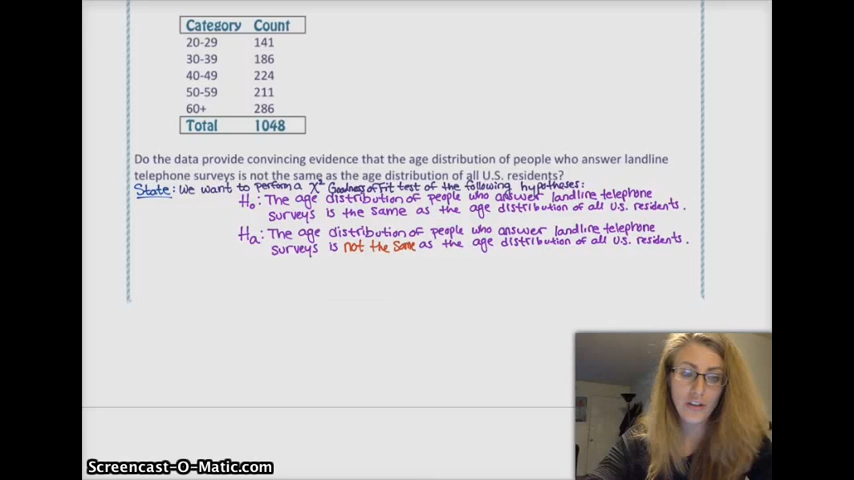 Category Count
20-29 141
30-39 186
40-49 224
50-59 211
60+ 286
Total 1048
Do the data provide convincing evidence that the age distribution of people who answer landline
telephone surveys is not the same as the age distribution of all U.S. residents?
State: We want to perform a χ² Goodness of Fit test of the following hypotheses:
H₀: The age distribution of people who answer landline telephone
surveys is the same as the age distribution of all U.S. residents.
Hₐ: The age distribution of people who answer landline telephone
surveys is not the same as the age distribution of all U.S. residents.
Screencast-O-Matic.com